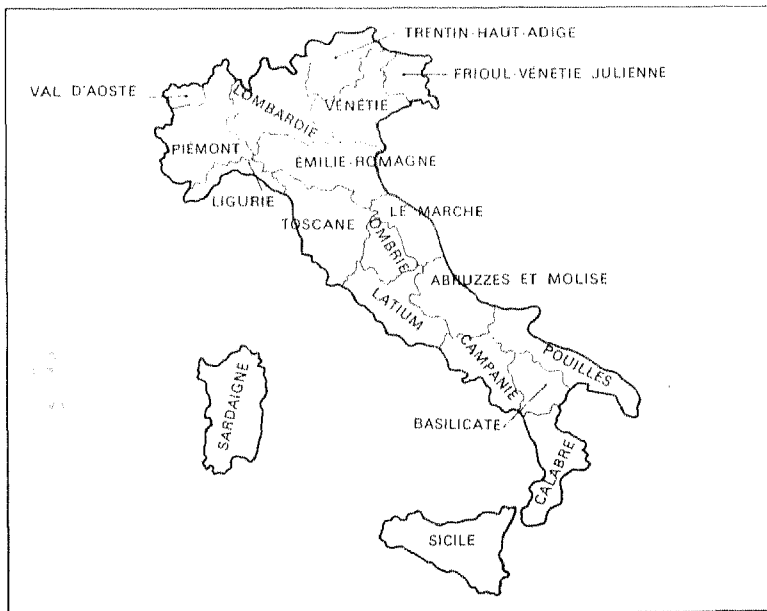 TRENTIN-HAUT-ADIGE
FRIOUL-VÉNÉTIE JULIENNE
VAL D'AOSTE
LOMBARDIE
VÉNÉTIE
PIÉMONT
ÉMILIE-ROMAGNE
LIGURIE
LE MARCHE
TOSCANE
OMBRIE
ABRUZZES ET MOLISE
LATIUM
CAMPANIE
POUILLES
SARDAIGNE
BASILICATE
CALABRE
SICILE